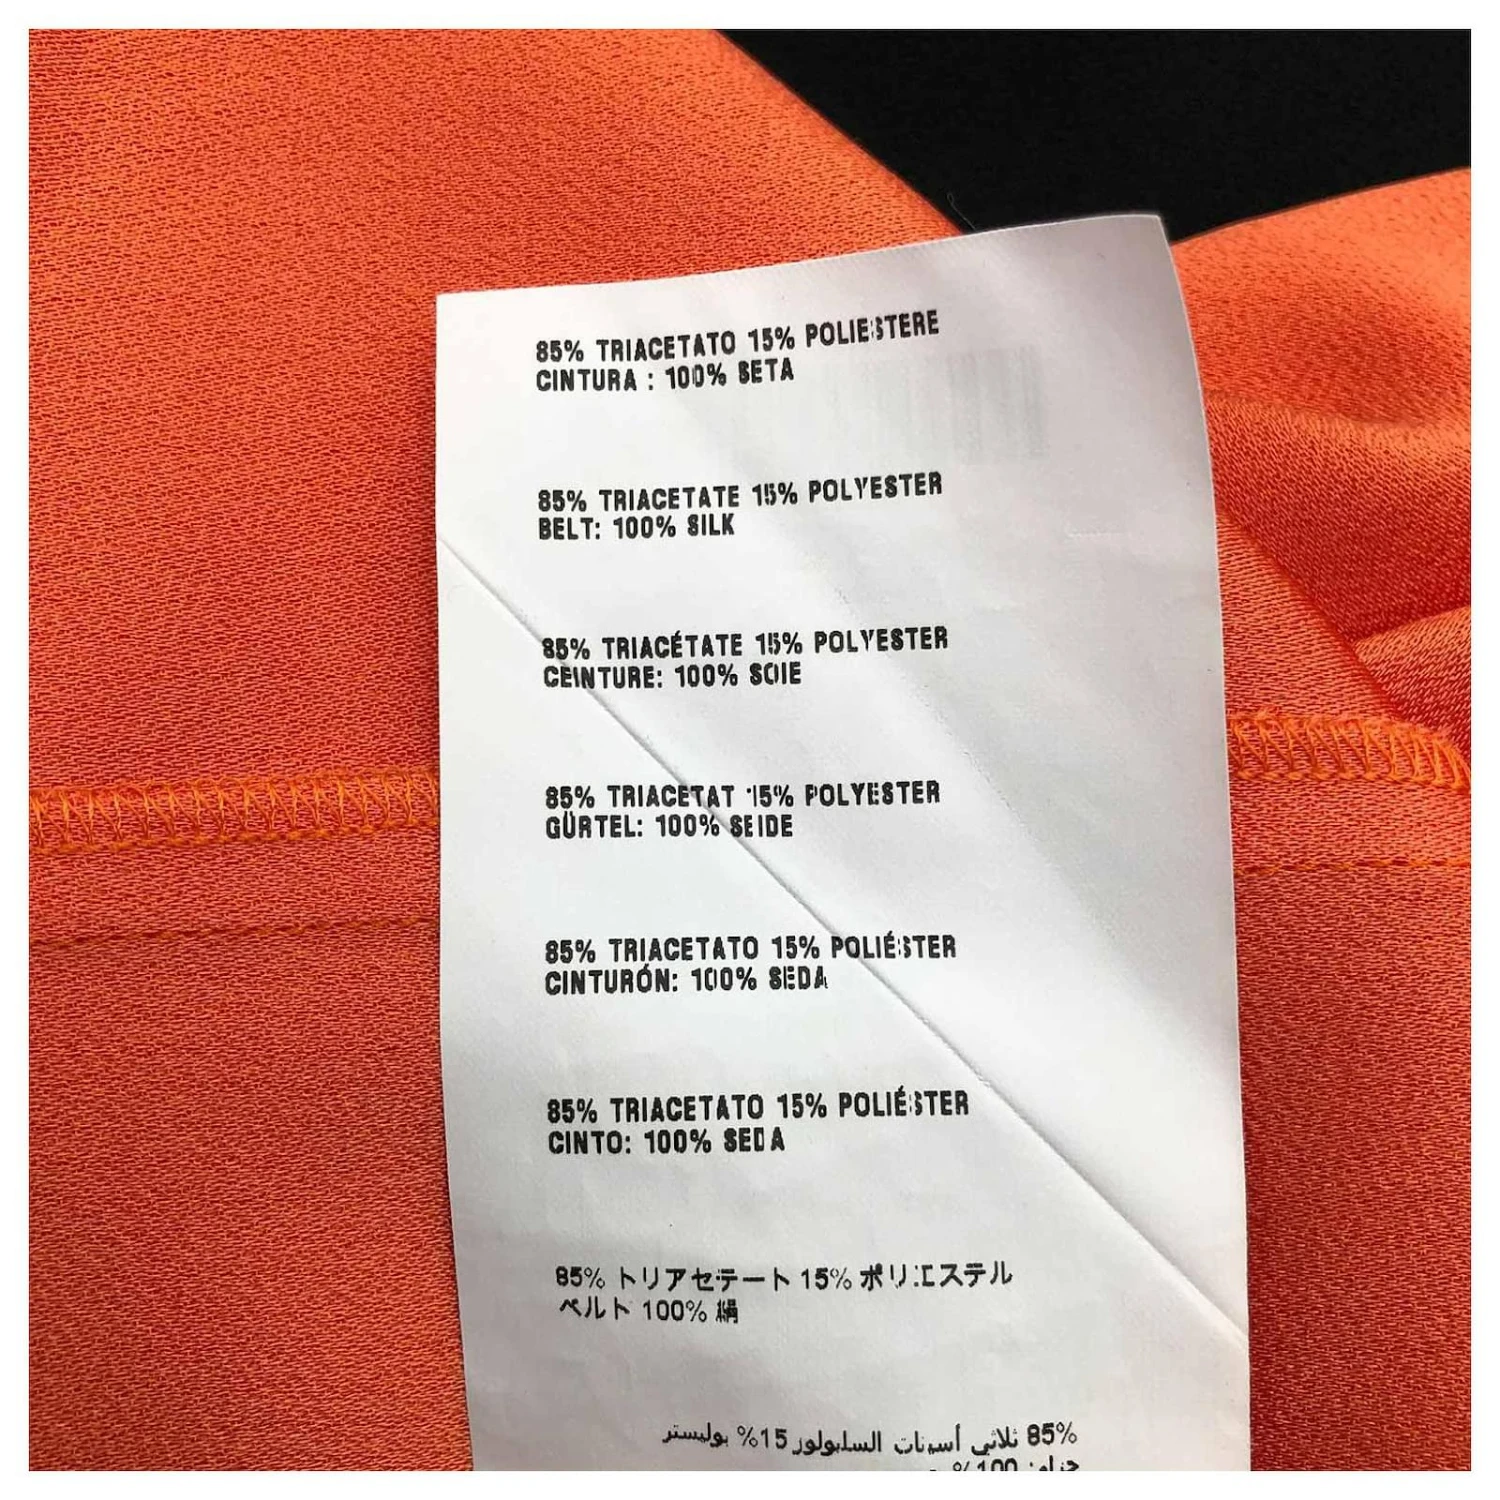 85% TRIACETATO 15% POLIESTERE
CINTURA : 100% SETA
85% TRIACETATE 15% POLYESTER
BELT: 100% SILK
85% TRIACÉTATE 15% POLYESTER
CEINTURE: 100% SOIE
85% TRIACETAT 15% POLYESTER
GÜRTEL: 100% SEIDE
85% TRIACETATO 15% POLIÉSTER
CINTURÓN: 100% SEDA
85% TRIACETATO 15% POLIÉSTER
CINTO: 100% SEDA
85% トリアセテート 15% ポリエステル
ベルト 100% 絹
85% ثلاثي أسيتات السليولوز 15% بوليستر
حزام: 100%